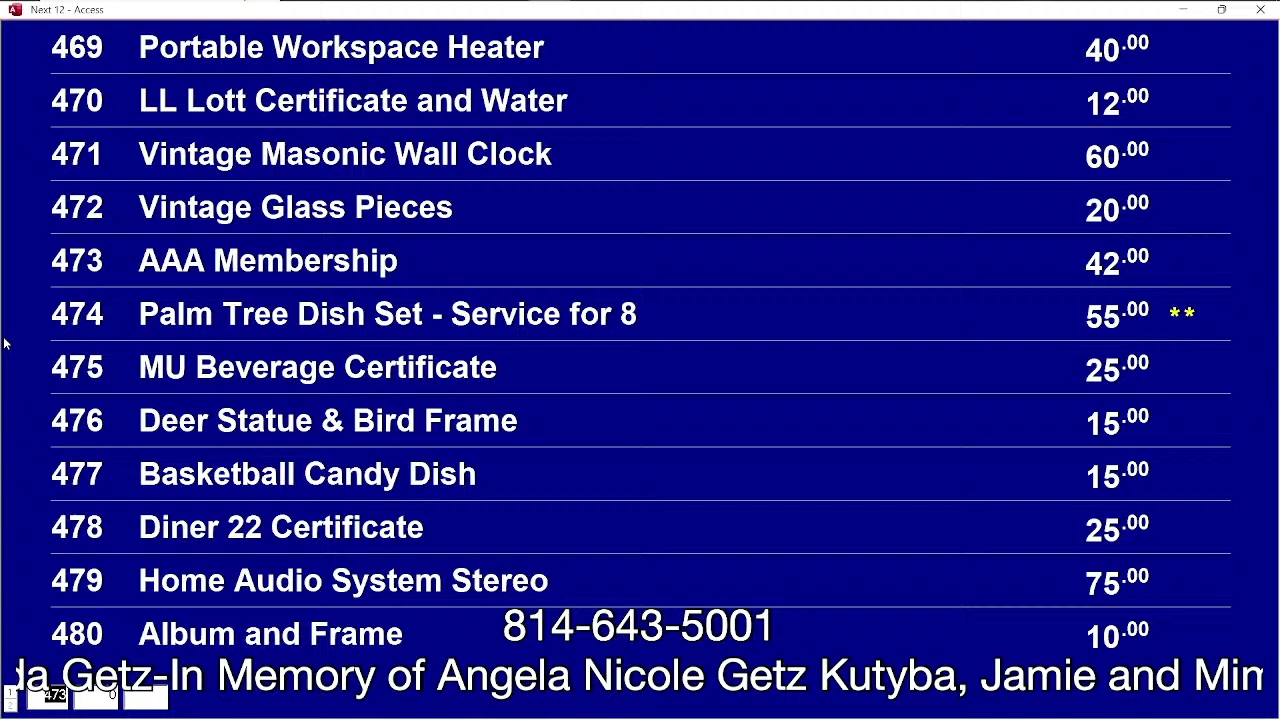 Next 12 - Access
469 Portable Workspace Heater 40.00
470 LL Lott Certificate and Water 12.00
471 Vintage Masonic Wall Clock 60.00
472 Vintage Glass Pieces 20.00
473 AAA Membership 42.00
474 Palm Tree Dish Set - Service for 8 55.00 **
475 MU Beverage Certificate 25.00
476 Deer Statue & Bird Frame 15.00
477 Basketball Candy Dish 15.00
478 Diner 22 Certificate 25.00
479 Home Audio System Stereo 75.00
480 Album and Frame 10.00
814-643-5001
Getz-In Memory of Angela Nicole Getz Kutyba, Jamie and
1
2
473 0